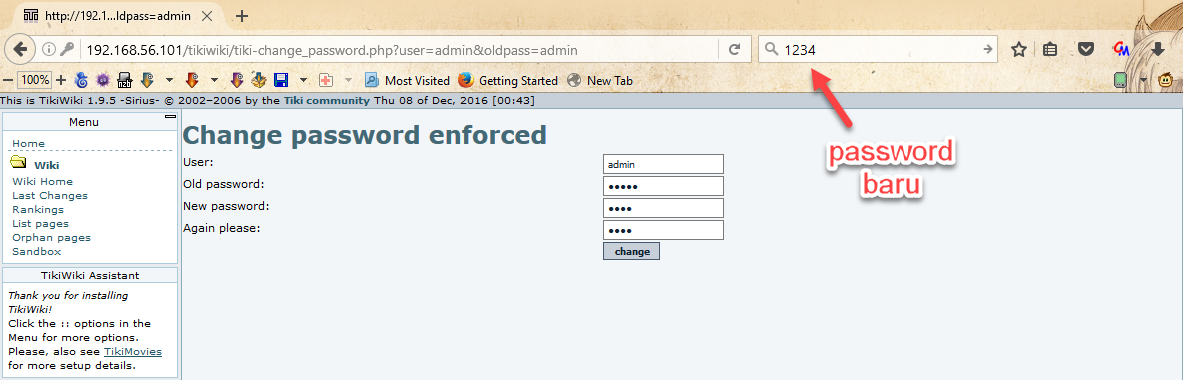 http://192.1...ldpass=admin
192.168.56.101/tikiwiki/tiki-change_password.php?user=admin&oldpass=admin
1234
100%
Most Visited
Getting Started
New Tab
This is TikiWiki 1.9.5 -Sirius- © 2002–2006 by the Tiki community Thu 08 of Dec, 2016 [00:43]
Menu
Home
Wiki
Wiki Home
Last Changes
Rankings
List pages
Orphan pages
Sandbox
TikiWiki Assistant
Thank you for installing
TikiWiki!
Click the :: options in the
Menu for more options.
Please, also see TikiMovies
for more setup details.
Change password enforced
User:
admin
Old password:
•••••
New password:
••••
Again please:
••••
change
password
baru